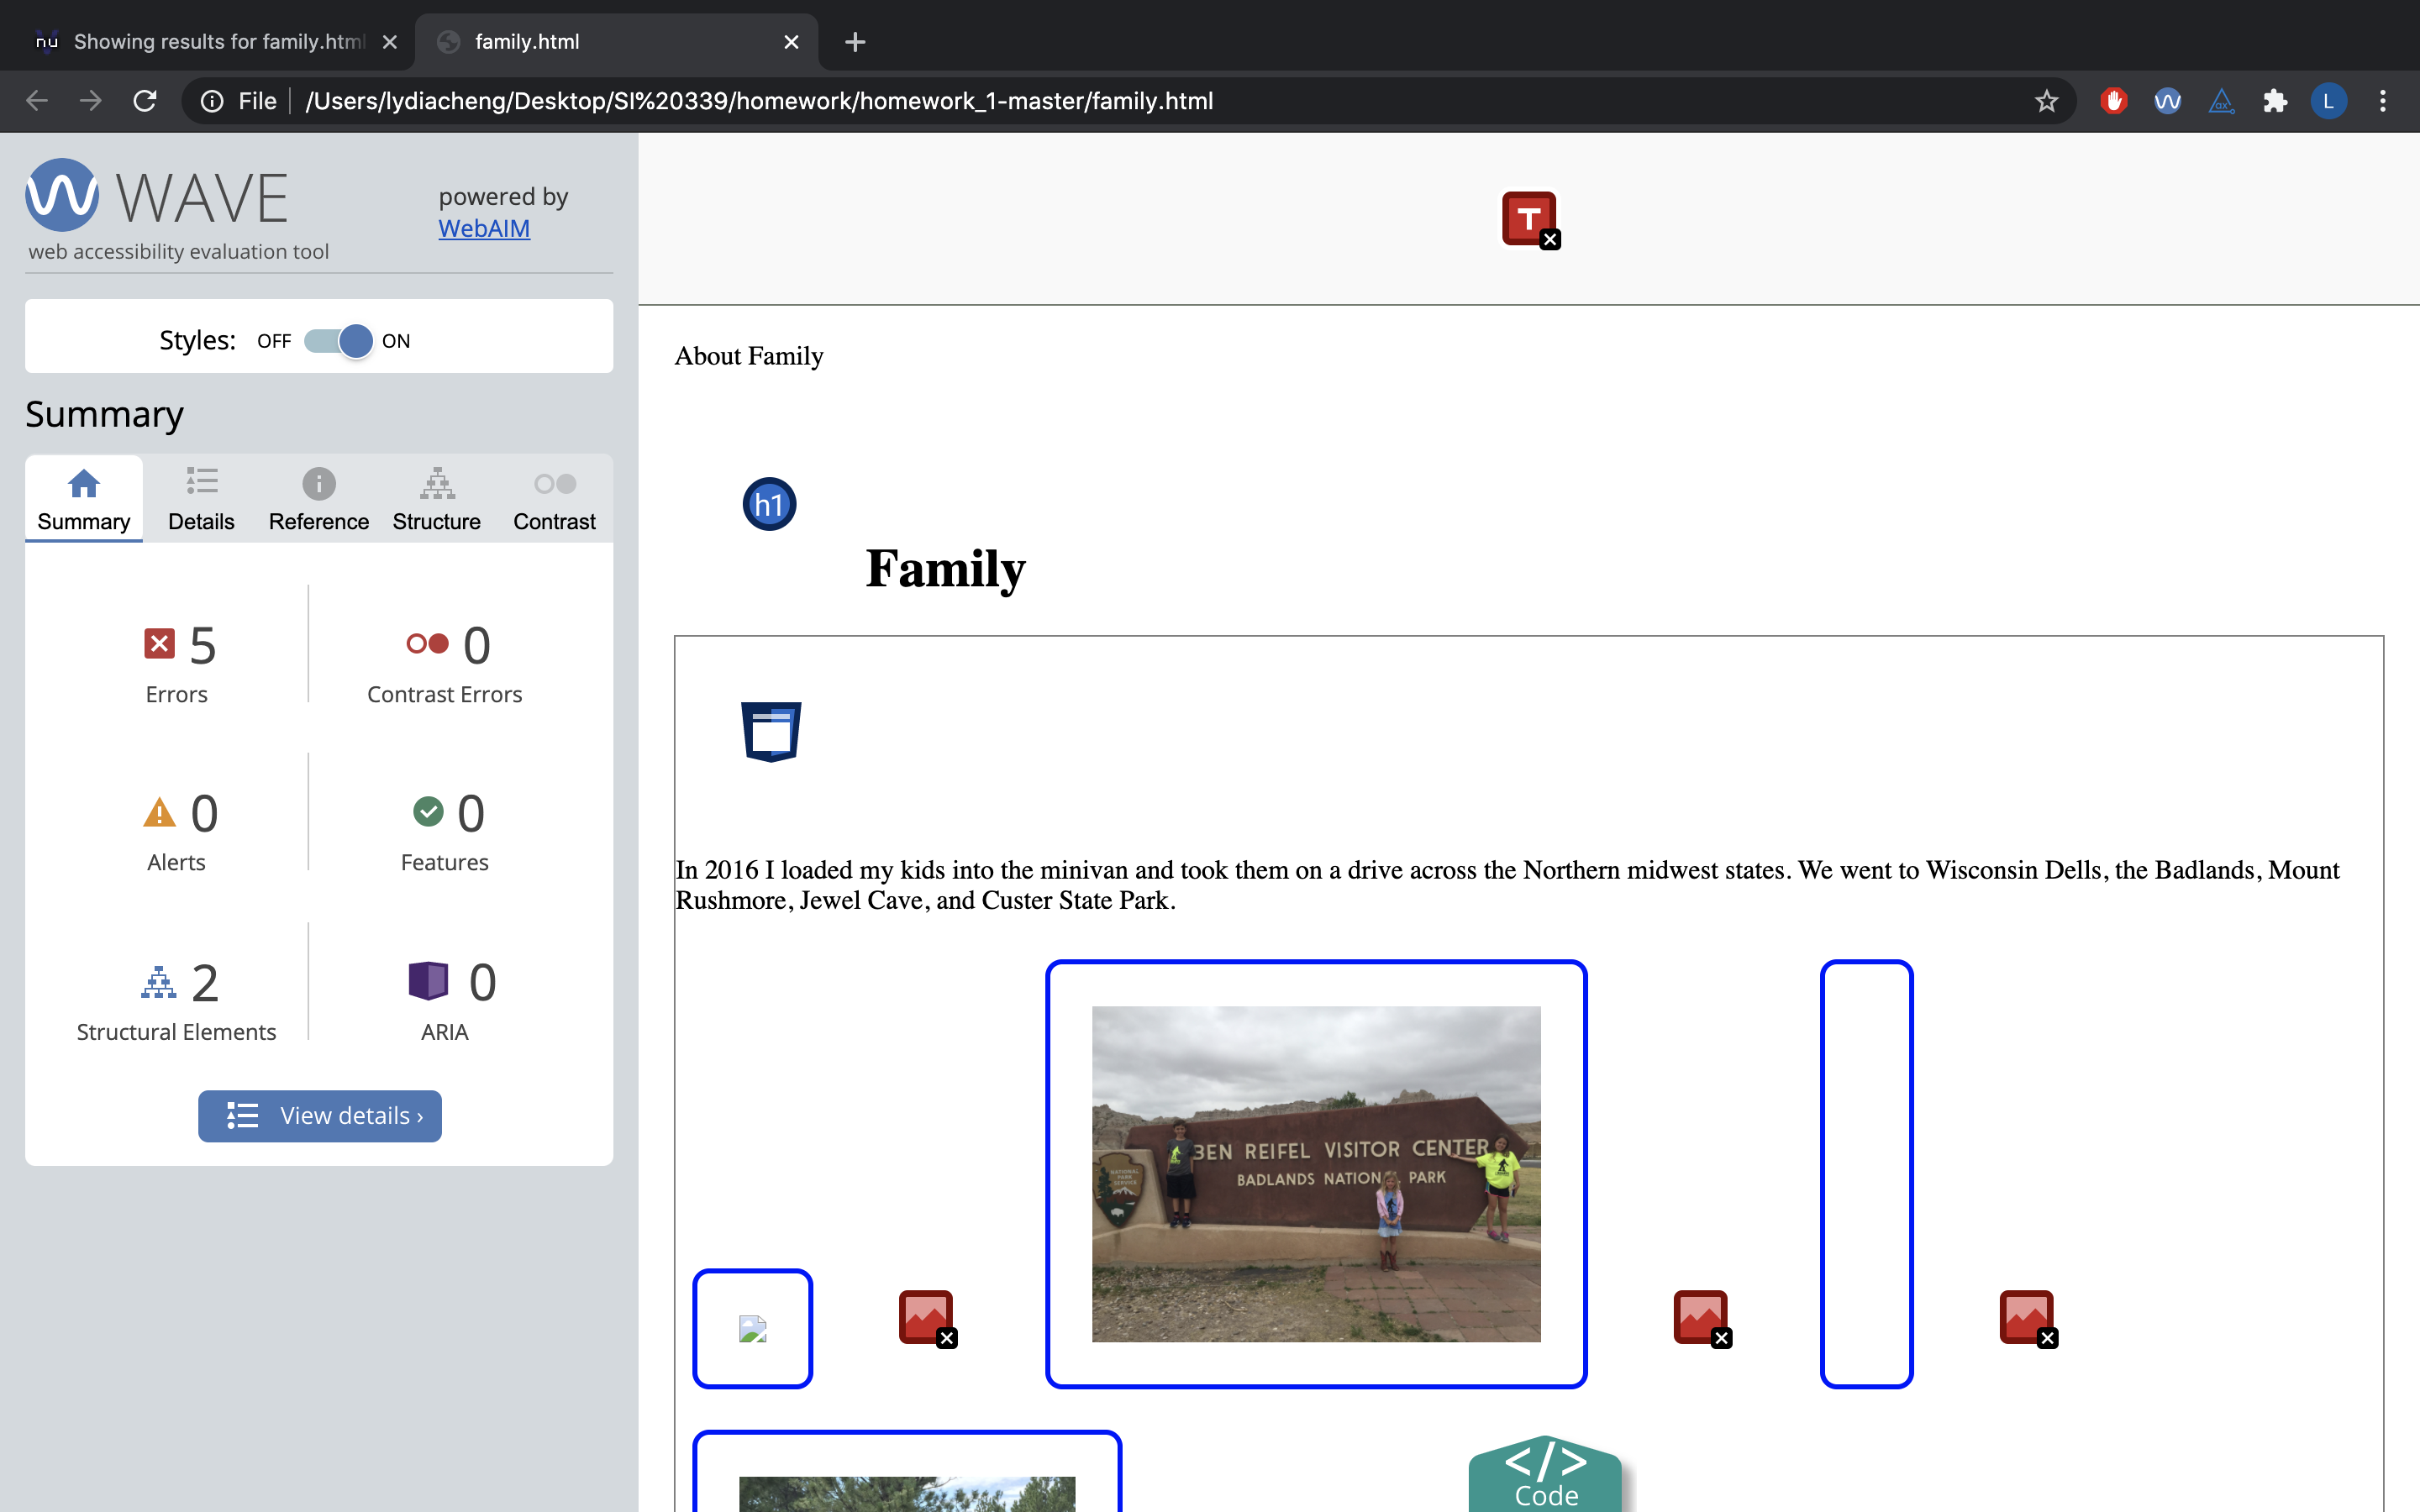 nu Showing results for family.html
family.html
File /Users/lydiacheng/Desktop/SI%20339/homework/homework_1-master/family.html
L
WAVE
web accessibility evaluation tool
powered by
WebAIM
Styles: OFF ON
Summary
Summary Details Reference Structure Contrast
5
Errors
0
Contrast Errors
0
Alerts
0
Features
2
Structural Elements
0
ARIA
View details ›
T
About Family
h1
Family
In 2016 I loaded my kids into the minivan and took them on a drive across the Northern midwest states. We went to Wisconsin Dells, the Badlands, Mount
Rushmore, Jewel Cave, and Custer State Park.
BEN REIFEL VISITOR CENTER
BADLANDS NATION PARK
NATIONAL
PARK
SERVICE
</>
Code